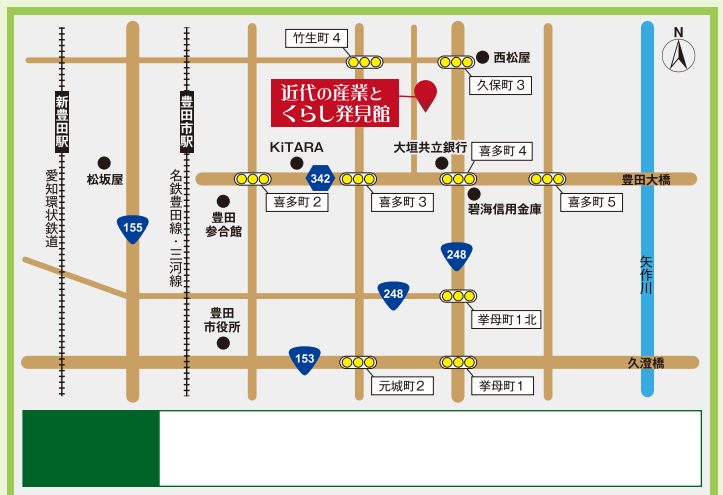 竹生町4
西松屋
N
久保町3
近代の産業と
くらし発見館
新豊田駅
豊田市駅
KiTARA
大垣共立銀行
喜多町4
松坂屋
愛知環状鉄道
名鉄豊田線・三河線
342
豊田大橋
喜多町2
喜多町3
碧海信用金庫
喜多町5
豊田
参合館
155
248
矢作川
248
豊田
市役所
挙母町1北
153
久澄橋
元城町2
挙母町1